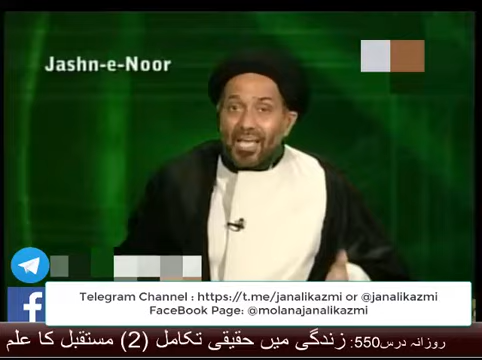 Jashn-e-Noor
Telegram Channel : https://t.me/janalikazmi or @janalikazmi
FaceBook Page: @molanajanalikazmi
روزانہ درس550: زندگی میں حقیقی تکامل (2) مستقبل کا علم